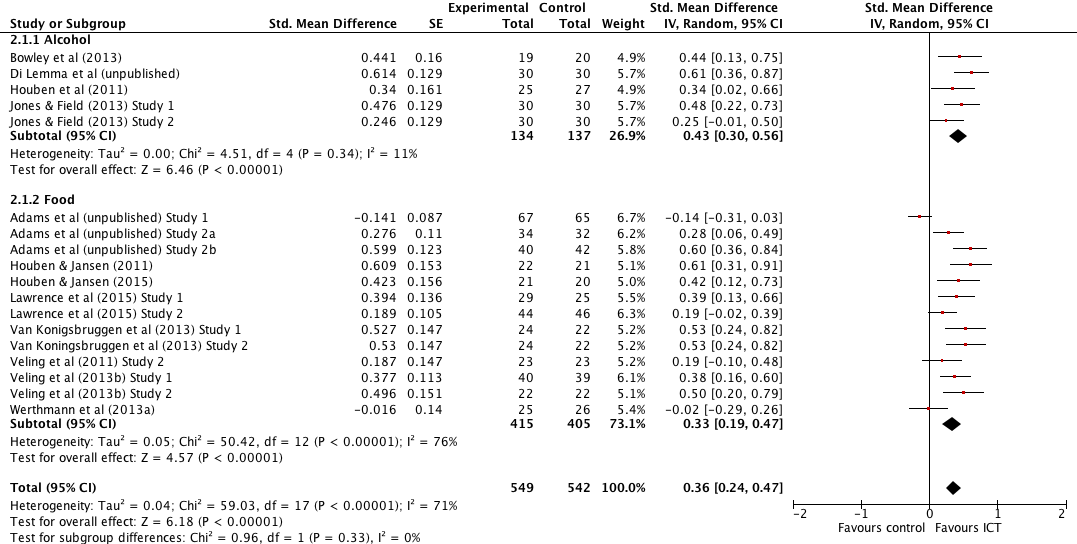 Experimental Control Std. Mean Difference Std. Mean Difference
Study or Subgroup Std. Mean Difference SE Total Total Weight IV, Random, 95% CI IV, Random, 95% CI
2.1.1 Alcohol
Bowley et al (2013) 0.441 0.16 19 20 4.9% 0.44 [0.13, 0.75]
Di Lemma et al (unpublished) 0.614 0.129 30 30 5.7% 0.61 [0.36, 0.87]
Houben et al (2011) 0.34 0.161 25 27 4.9% 0.34 [0.02, 0.66]
Jones & Field (2013) Study 1 0.476 0.129 30 30 5.7% 0.48 [0.22, 0.73]
Jones & Field (2013) Study 2 0.246 0.129 30 30 5.7% 0.25 [-0.01, 0.50]
Subtotal (95% CI) 134 137 26.9% 0.43 [0.30, 0.56]
Heterogeneity: Tau² = 0.00; Chi² = 4.51, df = 4 (P = 0.34); I² = 11%
Test for overall effect: Z = 6.46 (P < 0.00001)
2.1.2 Food
Adams et al (unpublished) Study 1 -0.141 0.087 67 65 6.7% -0.14 [-0.31, 0.03]
Adams et al (unpublished) Study 2a 0.276 0.11 34 32 6.2% 0.28 [0.06, 0.49]
Adams et al (unpublished) Study 2b 0.599 0.123 40 42 5.8% 0.60 [0.36, 0.84]
Houben & Jansen (2011) 0.609 0.153 22 21 5.1% 0.61 [0.31, 0.91]
Houben & Jansen (2015) 0.423 0.156 21 20 5.0% 0.42 [0.12, 0.73]
Lawrence et al (2015) Study 1 0.394 0.136 29 25 5.5% 0.39 [0.13, 0.66]
Lawrence et al (2015) Study 2 0.189 0.105 44 46 6.3% 0.19 [-0.02, 0.39]
Van Konigsbruggen et al (2013) Study 1 0.527 0.147 24 22 5.2% 0.53 [0.24, 0.82]
Van Koningsbruggen et al (2013) Study 2 0.53 0.147 24 22 5.2% 0.53 [0.24, 0.82]
Veling et al (2011) Study 2 0.187 0.147 23 23 5.2% 0.19 [-0.10, 0.48]
Veling et al (2013b) Study 1 0.377 0.113 40 39 6.1% 0.38 [0.16, 0.60]
Veling et al (2013b) Study 2 0.496 0.151 22 22 5.1% 0.50 [0.20, 0.79]
Werthmann et al (2013a) -0.016 0.14 25 26 5.4% -0.02 [-0.29, 0.26]
Subtotal (95% CI) 415 405 73.1% 0.33 [0.19, 0.47]
Heterogeneity: Tau² = 0.05; Chi² = 50.42, df = 12 (P < 0.00001); I² = 76%
Test for overall effect: Z = 4.57 (P < 0.00001)
Total (95% CI) 549 542 100.0% 0.36 [0.24, 0.47]
Heterogeneity: Tau² = 0.04; Chi² = 59.03, df = 17 (P < 0.00001); I² = 71%
-2 -1 0 1 2
Test for overall effect: Z = 6.18 (P < 0.00001)
Favours control Favours ICT
Test for subgroup differences: Chi² = 0.96, df = 1 (P = 0.33), I² = 0%